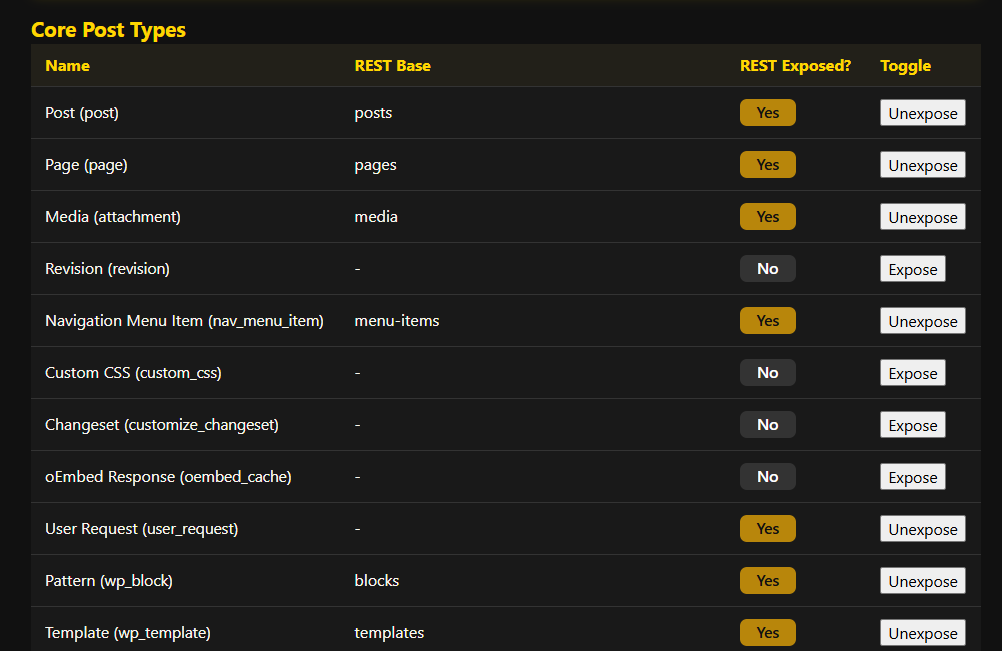 Core Post Types
Name REST Base REST Exposed? Toggle
Post (post) posts Yes Unexpose
Page (page) pages Yes Unexpose
Media (attachment) media Yes Unexpose
Revision (revision) - No Expose
Navigation Menu Item (nav_menu_item) menu-items Yes Unexpose
Custom CSS (custom_css) - No Expose
Changeset (customize_changeset) - No Expose
oEmbed Response (oembed_cache) - No Expose
User Request (user_request) - Yes Unexpose
Pattern (wp_block) blocks Yes Unexpose
Template (wp_template) templates Yes Unexpose